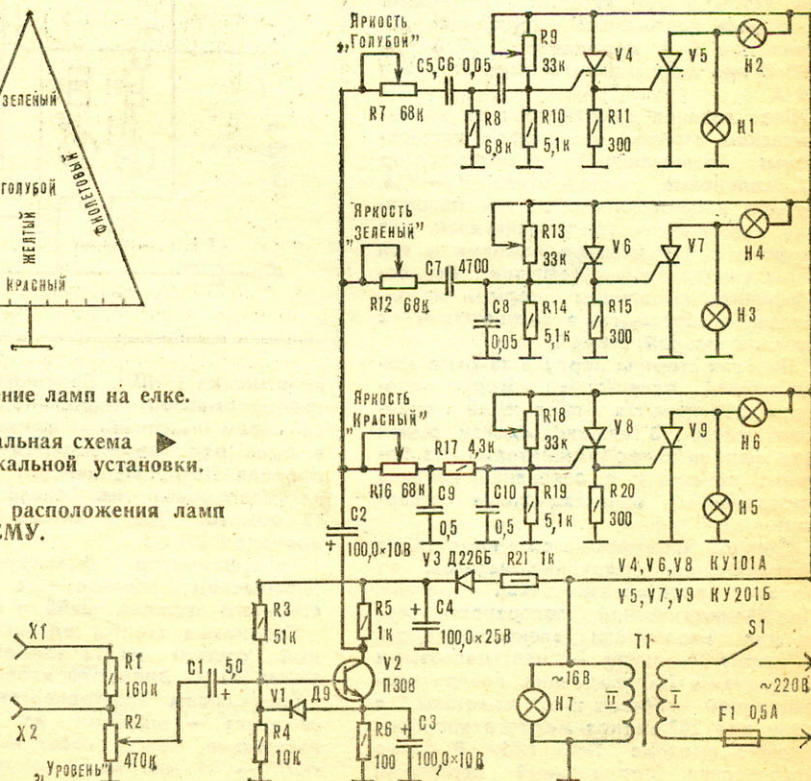 ЗЕЛЕНЫЙ
ГОЛУБОЙ
ФИОЛЕТОВЫЙ
ЖЕЛТЫЙ
КРАСНЫЙ
ение ламп на елке.
альная схема ▶
кальной установки.
расположения ламп
ЕМУ.
ЯРКОСТЬ
„ГОЛУБОЙ"
R7 68к
C5,C6 0,05
R8
6,8к
R9
33к
R10
5,1к
V4
R11
300
V5
H2
H1
ЯРКОСТЬ
"ЗЕЛЕНЫЙ"
R12 68к
C7 4700
C8
0,05
R13
33к
R14
5,1к
V6
R15
300
V7
H4
H3
ЯРКОСТЬ
„КРАСНЫЙ"
R16 68к
R17 4,3к
C9
0,5
C10
0,5
R18
33к
R19
5,1к
V8
R20
300
V9
H6
H5
C2
100,0×10В
V3 Д226Б
R21 1к
V4,V6,V8 КУ101А
V5,V7,V9 КУ201Б
X1
X2
R1
160к
R2
470к
„УРОВЕНЬ"
C1 5,0
R3
51к
R5
1к
C4
100,0×25В
V2
П308
V1 Д9
R4
10к
R6
100
C3
100,0×10В
~16В
H7
II
T1
I
S1
~220В
F1 0,5А